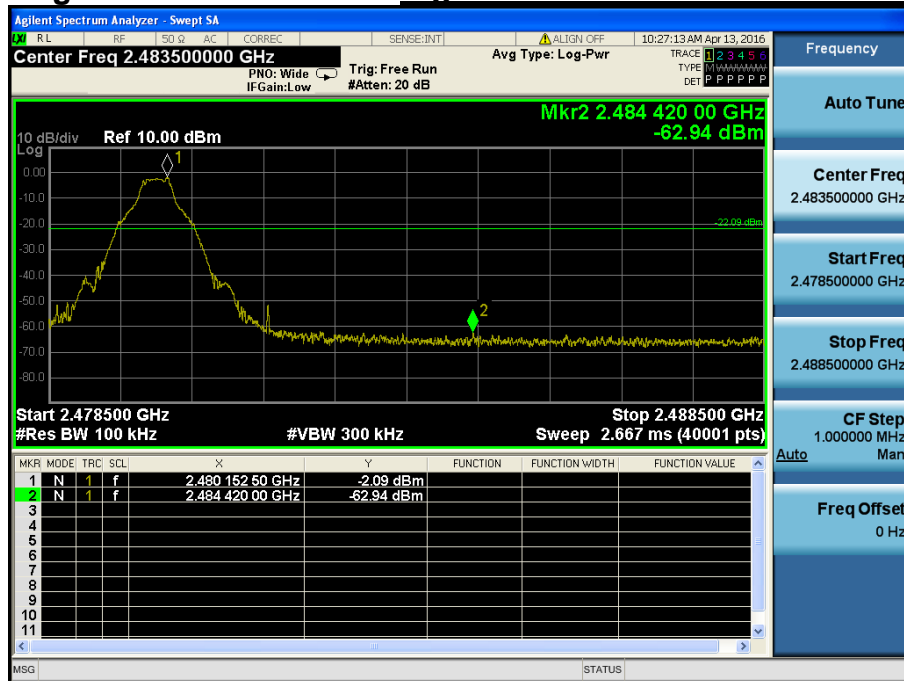 Agilent Spectrum Analyzer - Swept SA
LXI RL RF 50 Ω AC CORREC SENSE:INT ALIGN OFF 10:27:13 AM Apr 13, 2016
Center Freq 2.483500000 GHz
PNO: Wide
IFGain:Low
Trig: Free Run
#Atten: 20 dB
Avg Type: Log-Pwr
TRACE 1 2 3 4 5 6
TYPE M WWWWW
DET P P P P P P
Mkr2 2.484 420 00 GHz
-62.94 dBm
10 dB/div Ref 10.00 dBm
Log
1
0.00
-10.0
-20.0
-22.09 dBm
-30.0
-40.0
-50.0
2
-60.0
-70.0
-80.0
Start 2.478500 GHz Stop 2.488500 GHz
#Res BW 100 kHz #VBW 300 kHz Sweep 2.667 ms (40001 pts)
MKR MODE TRC SCL X Y FUNCTION FUNCTION WIDTH FUNCTION VALUE
1 N 1 f 2.480 152 50 GHz -2.09 dBm
2 N 1 f 2.484 420 00 GHz -62.94 dBm
3
4
5
6
7
8
9
10
11
MSG STATUS
Frequency
Auto Tune
Center Freq
2.483500000 GHz
Start Freq
2.478500000 GHz
Stop Freq
2.488500000 GHz
CF Step
1.000000 MHz
Auto Man
Freq Offset
0 Hz